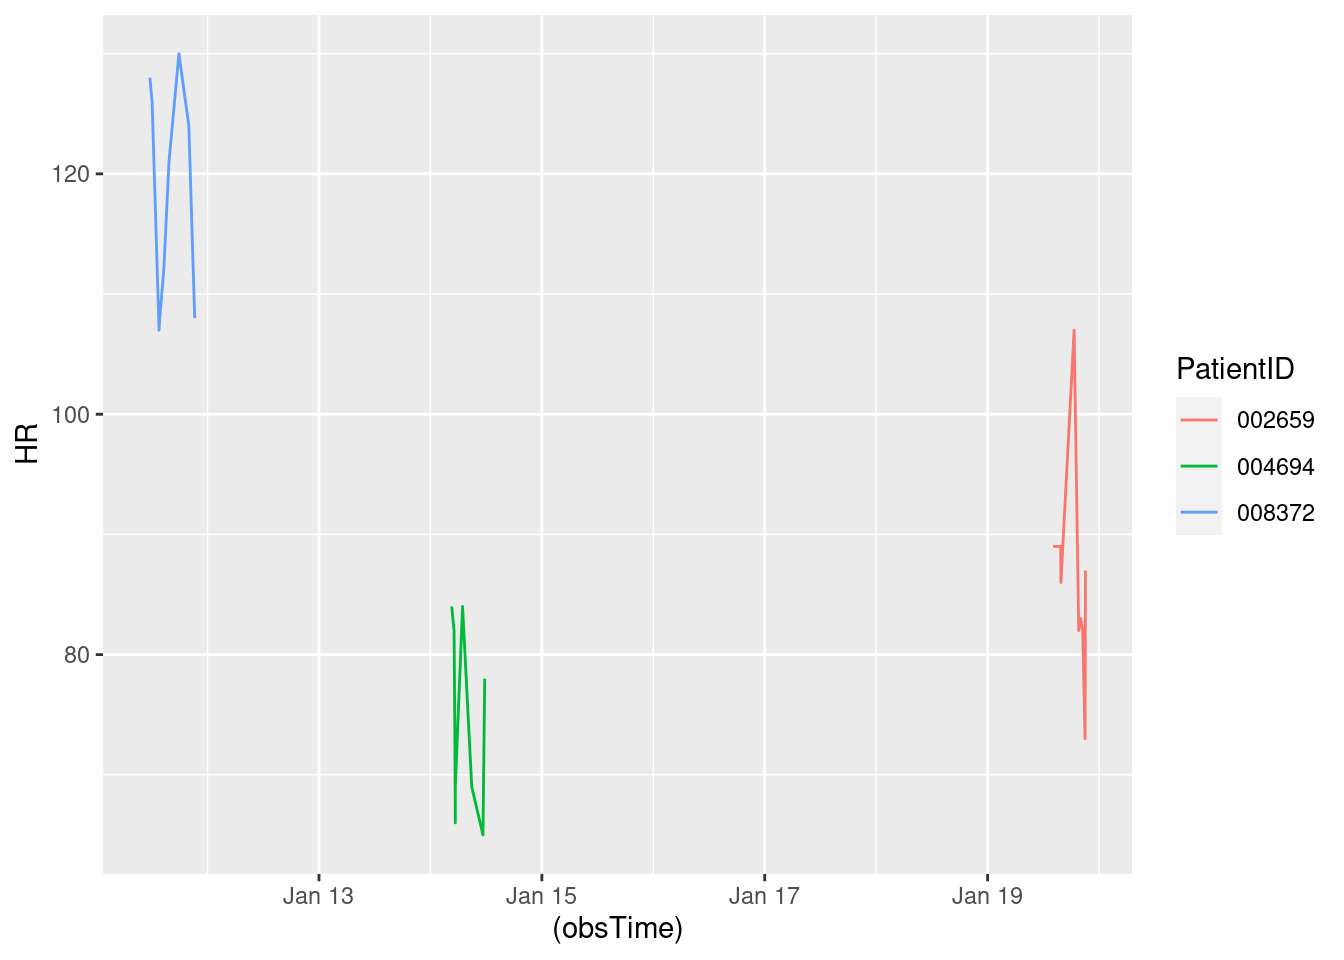 120
100
80
HR
Jan 13
Jan 15
Jan 17
Jan 19
(obsTime)
PatientID
002659
004694
008372